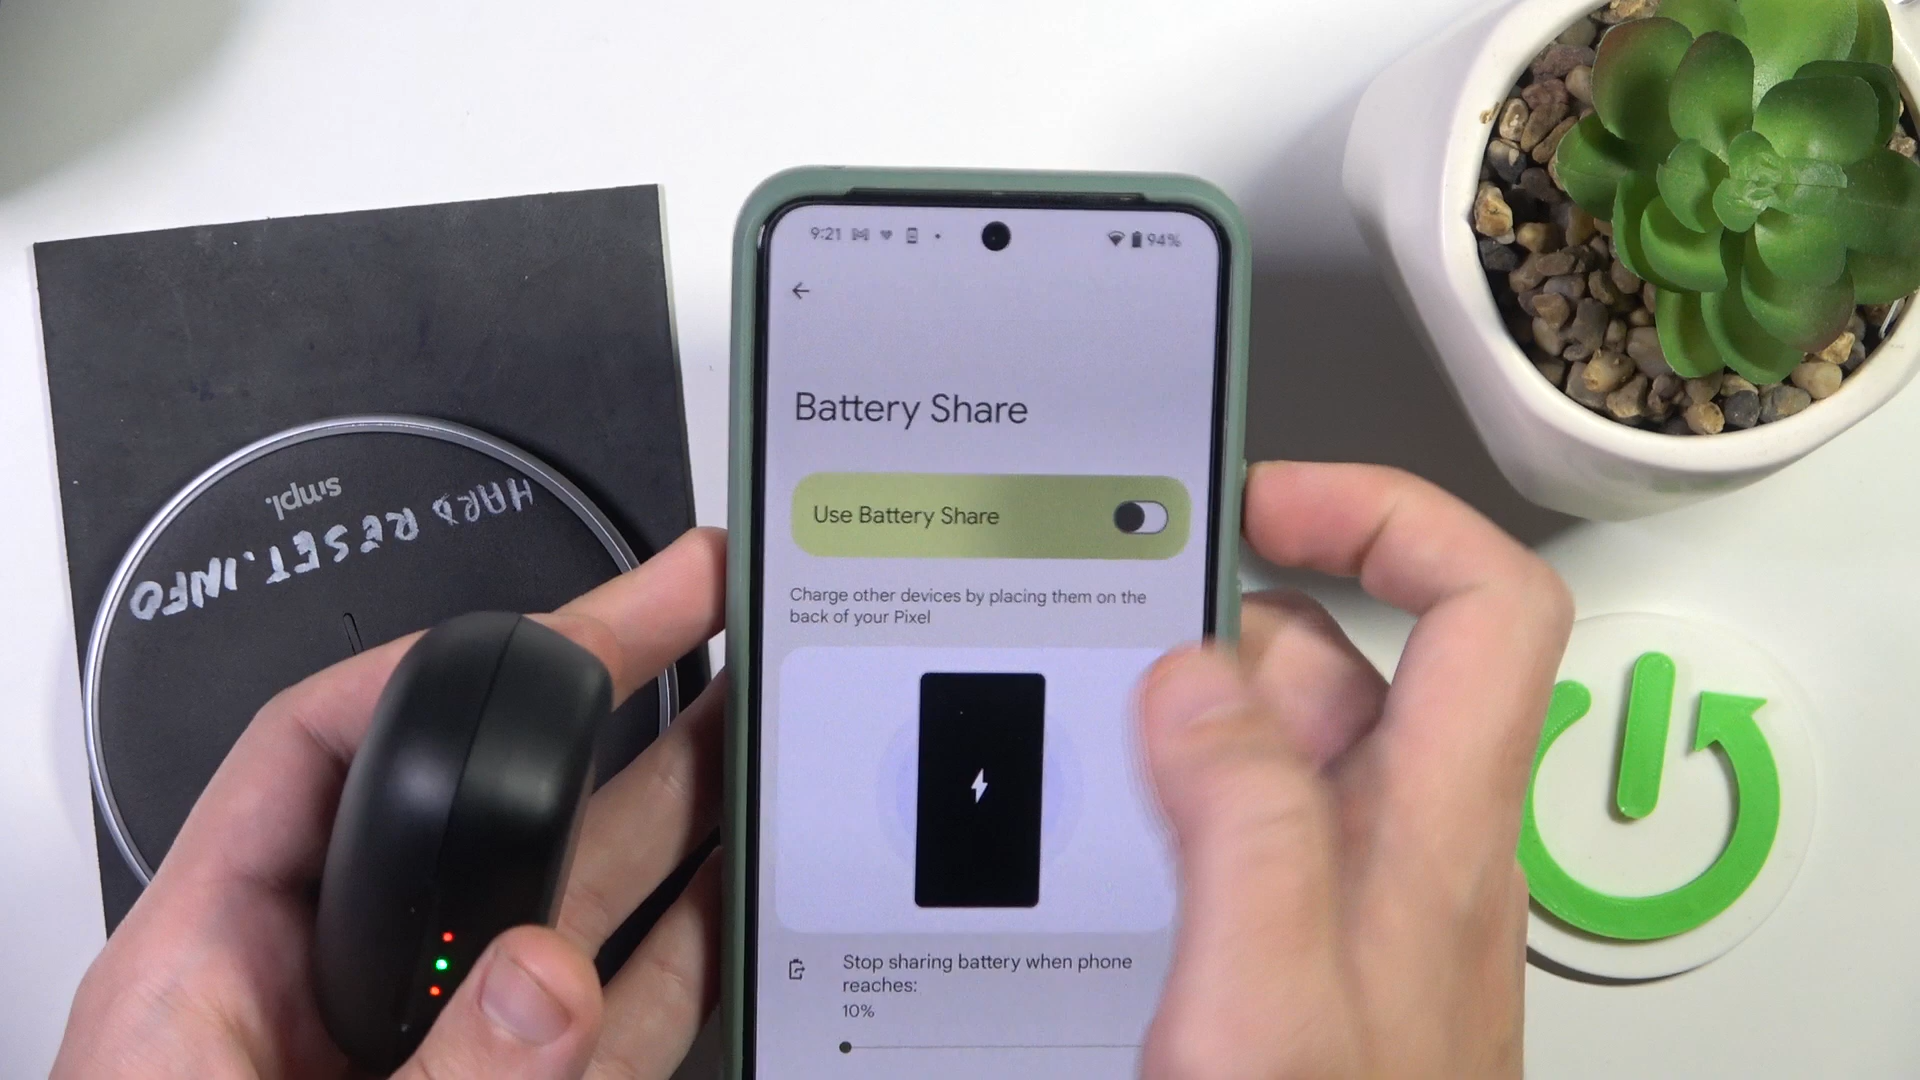 9:21
94%
Battery Share
Use Battery Share
Charge other devices by placing them on the
back of your Pixel
Stop sharing battery when phone
reaches:
10%
smpl.
HARD RESET.INFO